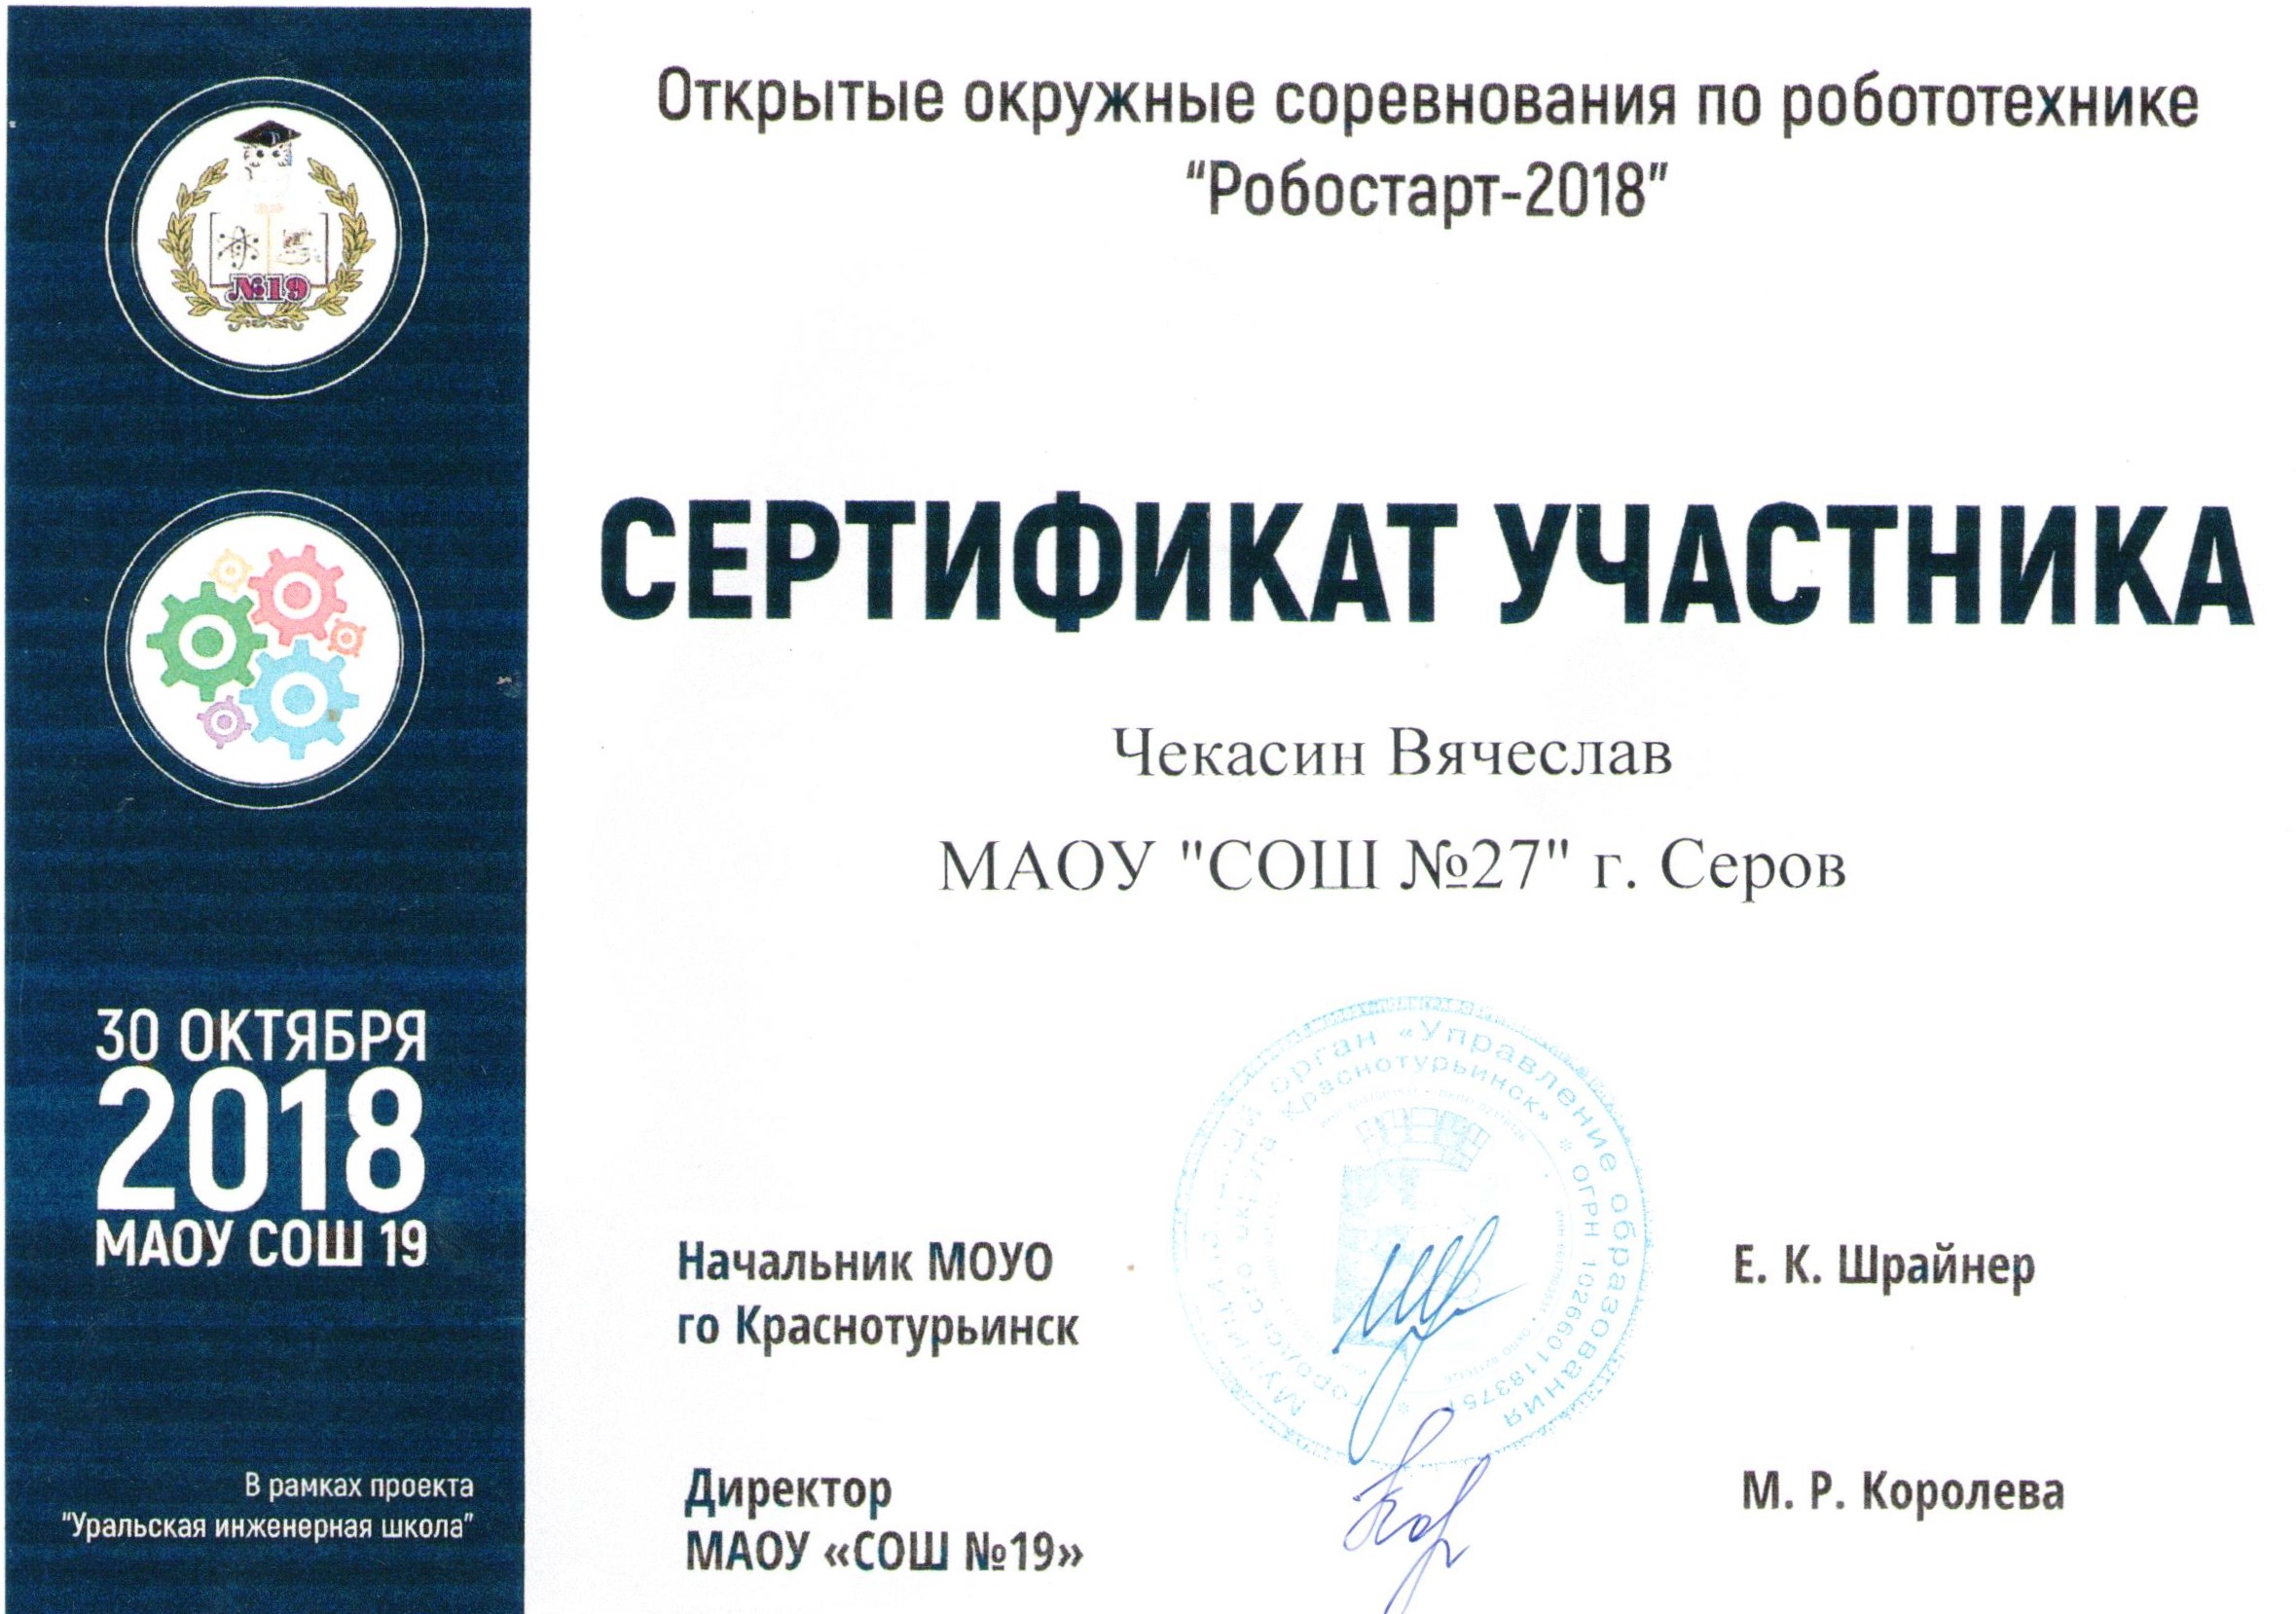 Открытые окружные соревнования по робототехнике
“Робостарт-2018”
№19
СЕРТИФИКАТ УЧАСТНИКА
Чекасин Вячеслав
МАОУ "СОШ №27" г. Серов
30 ОКТЯБРЯ
2018
МАОУ СОШ 19
В рамках проекта
“Уральская инженерная школа”
орган «Управление образования
округа Краснотурьинск» * ОГРН 1026601183751 *
Начальник МОУО
го Краснотурьинск
Е. К. Шрайнер
Директор
МАОУ «СОШ №19»
М. Р. Королева